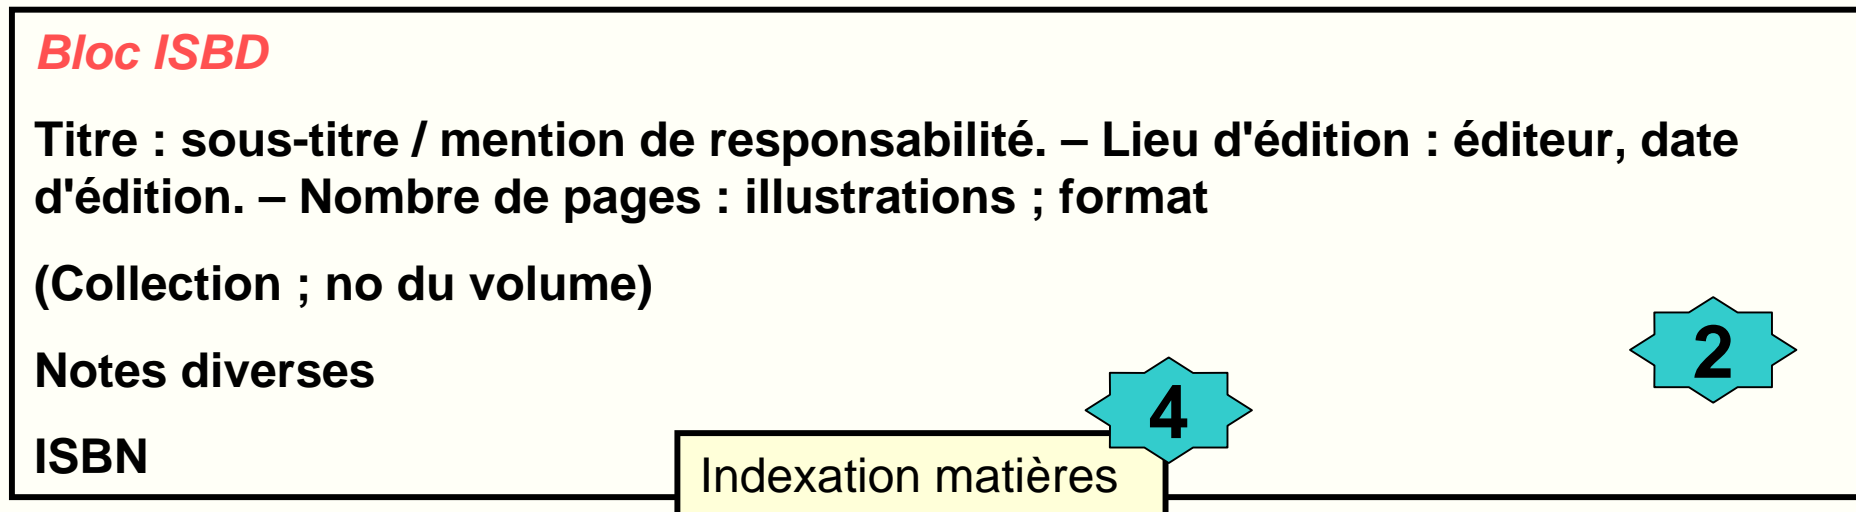 Bloc ISBD
Titre : sous-titre / mention de responsabilité. – Lieu d'édition : éditeur, date
d'édition. – Nombre de pages : illustrations ; format
(Collection ; no du volume)
2
Notes diverses
4
ISBN
Indexation matières